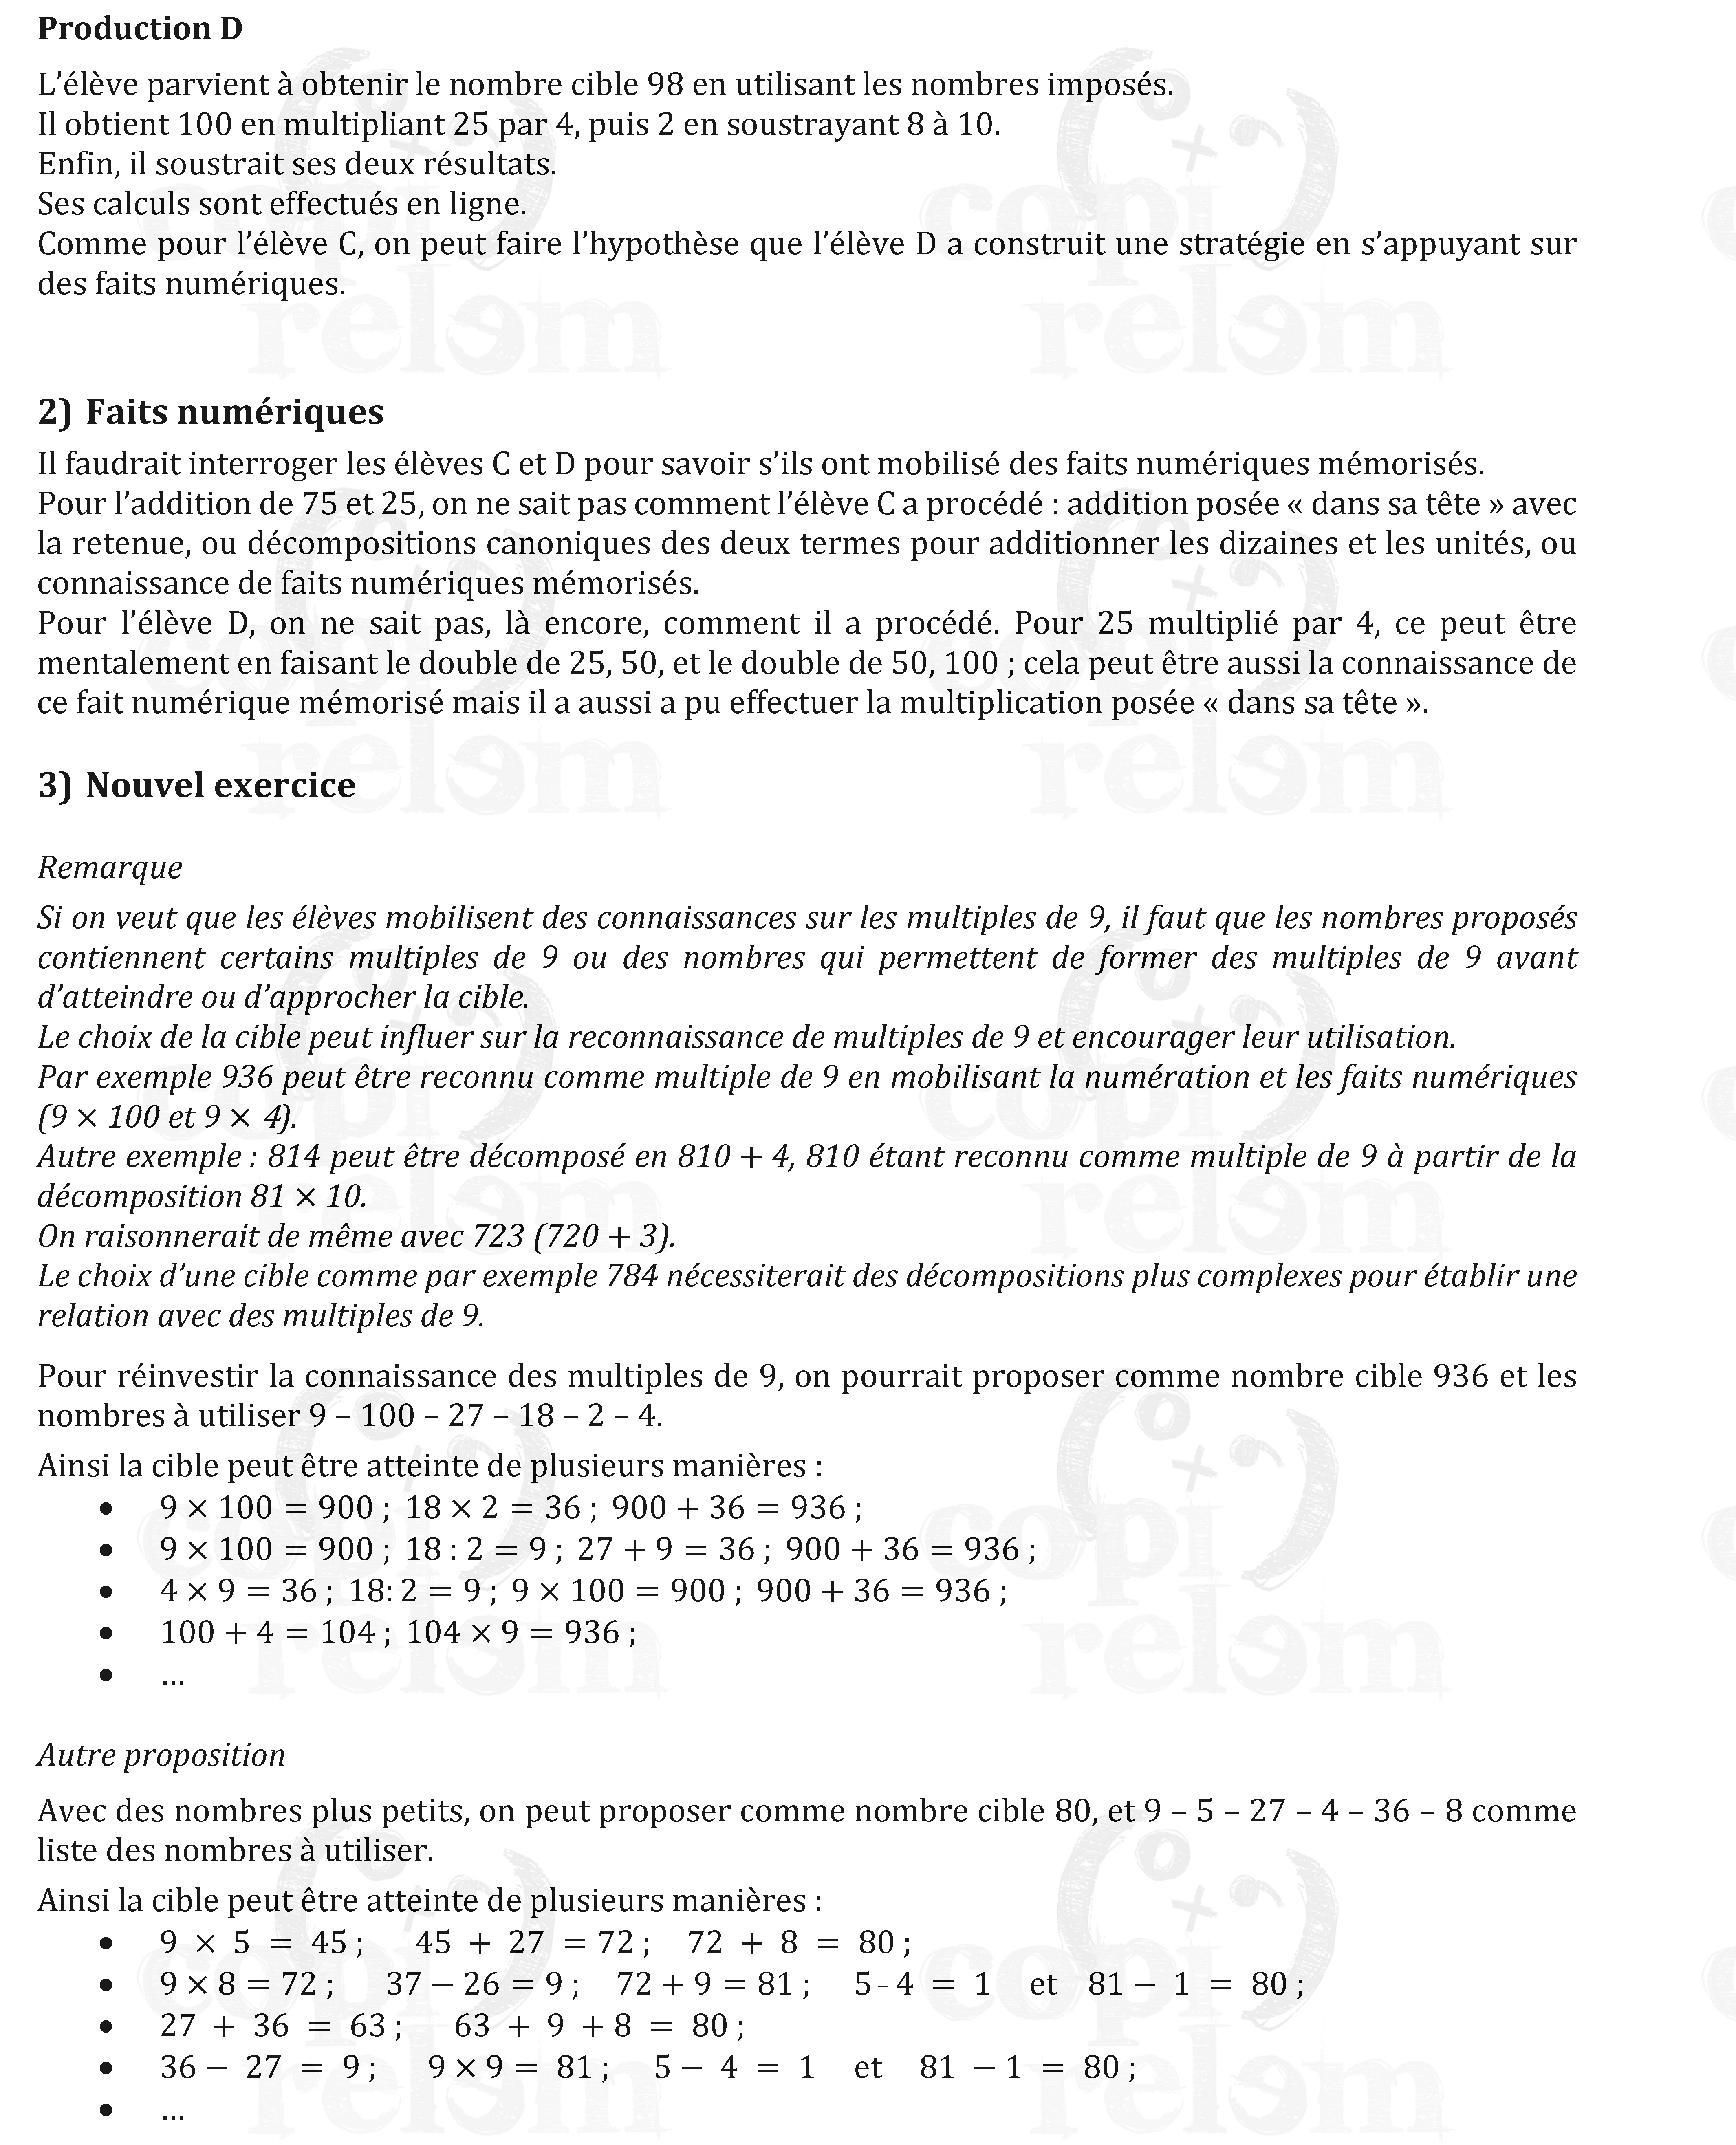 Production D
L’élève parvient à obtenir le nombre cible 98 en utilisant les nombres imposés.
Il obtient 100 en multipliant 25 par 4, puis 2 en soustrayant 8 à 10.
Enfin, il soustrait ses deux résultats.
Ses calculs sont effectués en ligne.
Comme pour l’élève C, on peut faire l’hypothèse que l’élève D a construit une stratégie en s’appuyant sur
des faits numériques.
2) Faits numériques
Il faudrait interroger les élèves C et D pour savoir s’ils ont mobilisé des faits numériques mémorisés.
Pour l’addition de 75 et 25, on ne sait pas comment l’élève C a procédé : addition posée « dans sa tête » avec
la retenue, ou décompositions canoniques des deux termes pour additionner les dizaines et les unités, ou
connaissance de faits numériques mémorisés.
Pour l’élève D, on ne sait pas, là encore, comment il a procédé. Pour 25 multiplié par 4, ce peut être
mentalement en faisant le double de 25, 50, et le double de 50, 100 ; cela peut être aussi la connaissance de
ce fait numérique mémorisé mais il a aussi a pu effectuer la multiplication posée « dans sa tête ».
3) Nouvel exercice
Remarque
Si on veut que les élèves mobilisent des connaissances sur les multiples de 9, il faut que les nombres proposés
contiennent certains multiples de 9 ou des nombres qui permettent de former des multiples de 9 avant
d’atteindre ou d’approcher la cible.
Le choix de la cible peut influer sur la reconnaissance de multiples de 9 et encourager leur utilisation.
Par exemple 936 peut être reconnu comme multiple de 9 en mobilisant la numération et les faits numériques
(9 × 100 et 9 × 4).
Autre exemple : 814 peut être décomposé en 810 + 4, 810 étant reconnu comme multiple de 9 à partir de la
décomposition 81 × 10.
On raisonnerait de même avec 723 (720 + 3).
Le choix d’une cible comme par exemple 784 nécessiterait des décompositions plus complexes pour établir une
relation avec des multiples de 9.
Pour réinvestir la connaissance des multiples de 9, on pourrait proposer comme nombre cible 936 et les
nombres à utiliser 9 – 100 – 27 – 18 – 2 – 4.
Ainsi la cible peut être atteinte de plusieurs manières :
• 9 × 100 = 900 ; 18 × 2 = 36 ; 900 + 36 = 936 ;
• 9 × 100 = 900 ; 18 : 2 = 9 ; 27 + 9 = 36 ; 900 + 36 = 936 ;
• 4 × 9 = 36 ; 18: 2 = 9 ; 9 × 100 = 900 ; 900 + 36 = 936 ;
• 100 + 4 = 104 ; 104 × 9 = 936 ;
• ...
Autre proposition
Avec des nombres plus petits, on peut proposer comme nombre cible 80, et 9 – 5 – 27 – 4 – 36 – 8 comme
liste des nombres à utiliser.
Ainsi la cible peut être atteinte de plusieurs manières :
• 9 × 5 = 45 ; 45 + 27 = 72 ; 72 + 8 = 80 ;
• 9 × 8 = 72 ; 37 − 26 = 9 ; 72 + 9 = 81 ; 5 - 4 = 1 et 81 − 1 = 80 ;
• 27 + 36 = 63 ; 63 + 9 + 8 = 80 ;
• 36 − 27 = 9 ; 9 × 9 = 81 ; 5 − 4 = 1 et 81 − 1 = 80 ;
• ...